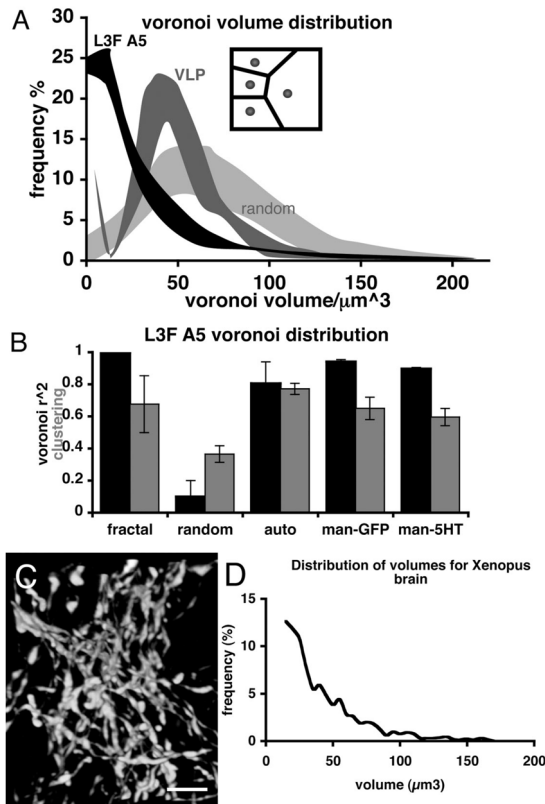 A
voronoi volume distribution
L3F A5
VLP
random
frequency %
30
25
20
15
10
5
0
0 50 100 150 200
voronoi volume/μm^3
B
L3F A5 voronoi distribution
voronoi r^2
clustering
1
0.8
0.6
0.4
0.2
0
fractal random auto man-GFP man-5HT
C
D
Distribution of volumes for Xenopus
brain
frequency (%)
15
10
5
0
0 50 100 150 200
volume (μm3)